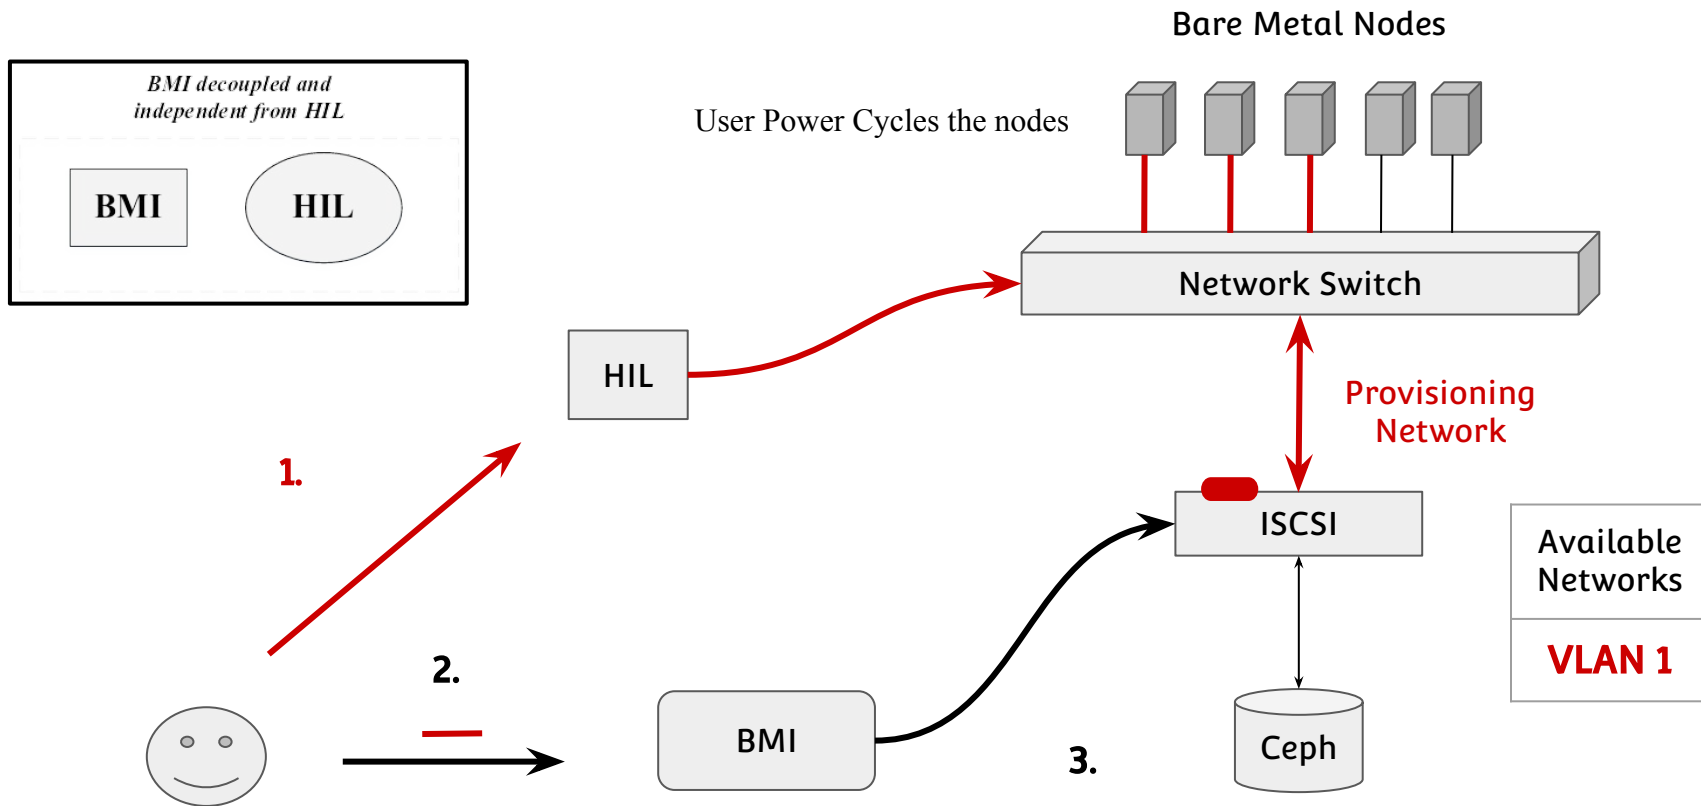 Bare Metal Nodes
BMI decoupled and
independent from HIL
BMI
HIL
User Power Cycles the nodes
Network Switch
HIL
Provisioning
Network
1.
ISCSI
Available
Networks
VLAN 1
2.
BMI
3.
Ceph